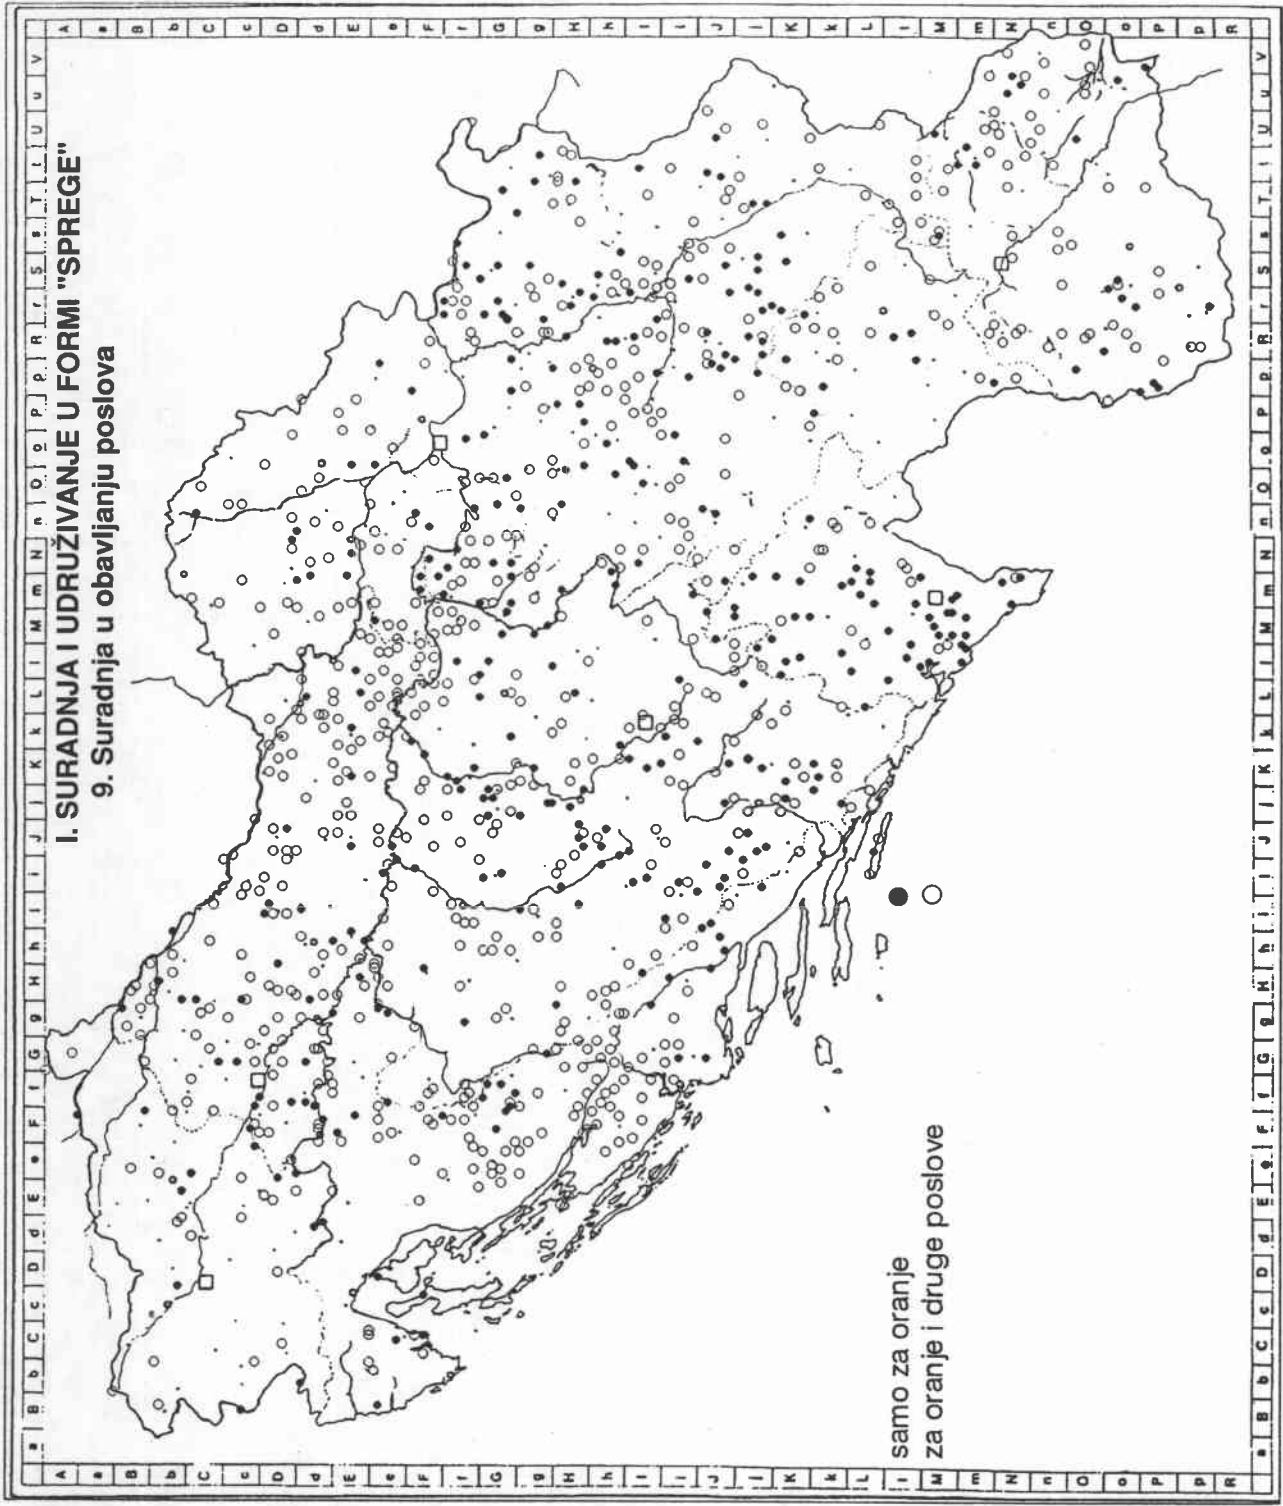 I. SURADNJA I UDRUŽIVANJE U FORMI "SPREGE"
9. Suradnja u obavljanju poslova
samo za oranje
za oranje i druge poslove